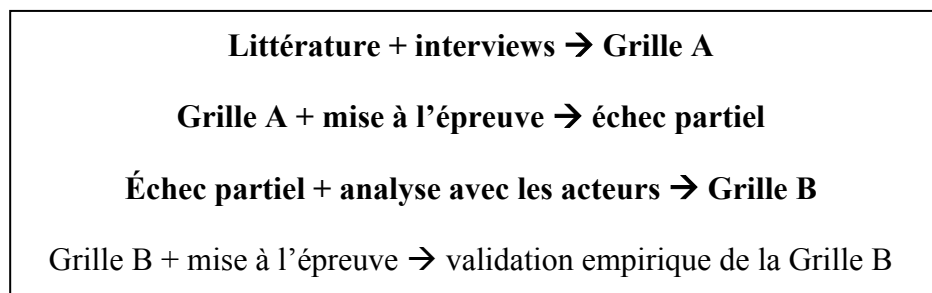 Littérature + interviews → Grille A
Grille A + mise à l’épreuve → échec partiel
Échec partiel + analyse avec les acteurs → Grille B
Grille B + mise à l’épreuve → validation empirique de la Grille B